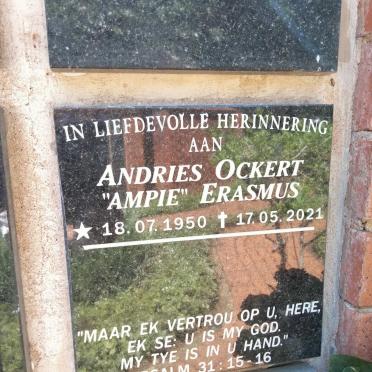 IN LIEFDEVOLLE HERINNERING
AAN
ANDRIES OCKERT
"AMPIE" ERASMUS
★ 18.07.1950 ✝ 17.05.2021
"MAAR EK VERTROU OP U, HERE,
EK SE: U IS MY GOD.
MY TYE IS IN U HAND."
PSALM 31:15-16